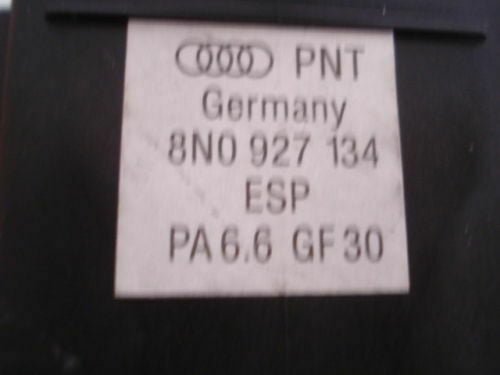 PNT
Germany
8N0 927 134
ESP
PA6.6 GF30